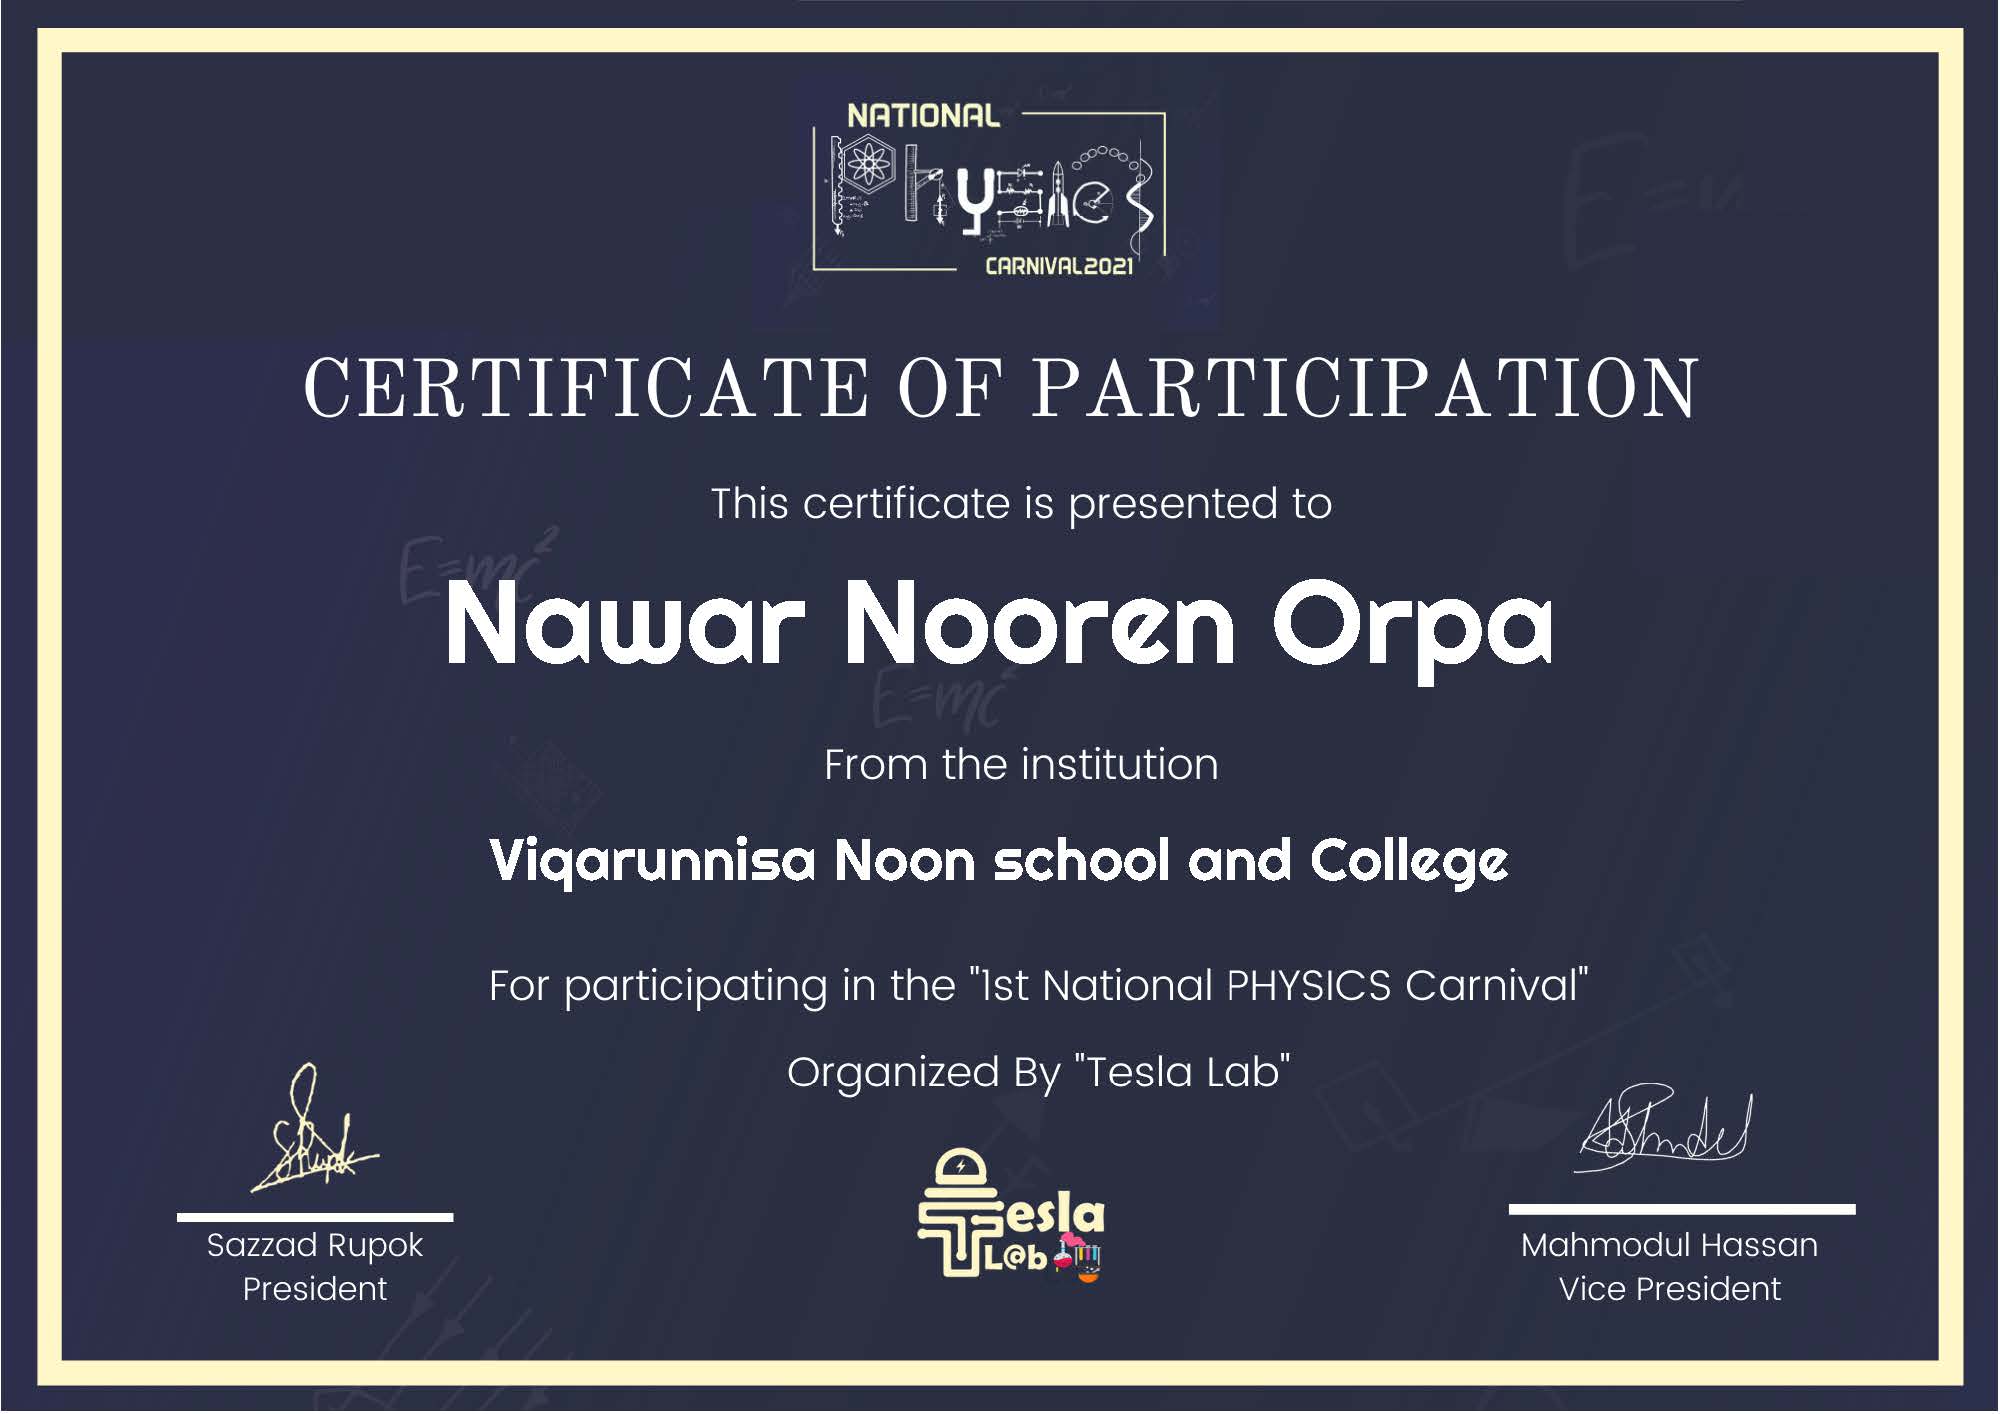 NATIONAL
PHYSICS
CARNIVAL2021
CERTIFICATE OF PARTICIPATION
This certificate is presented to
E=mc²
Nawar Nooren Orpa
E=mc²
From the institution
Viqarunnisa Noon school and College
For participating in the "1st National PHYSICS Carnival"
Organized By "Tesla Lab"
Tesla
L@b
Sazzad Rupok
President
Mahmodul Hassan
Vice President